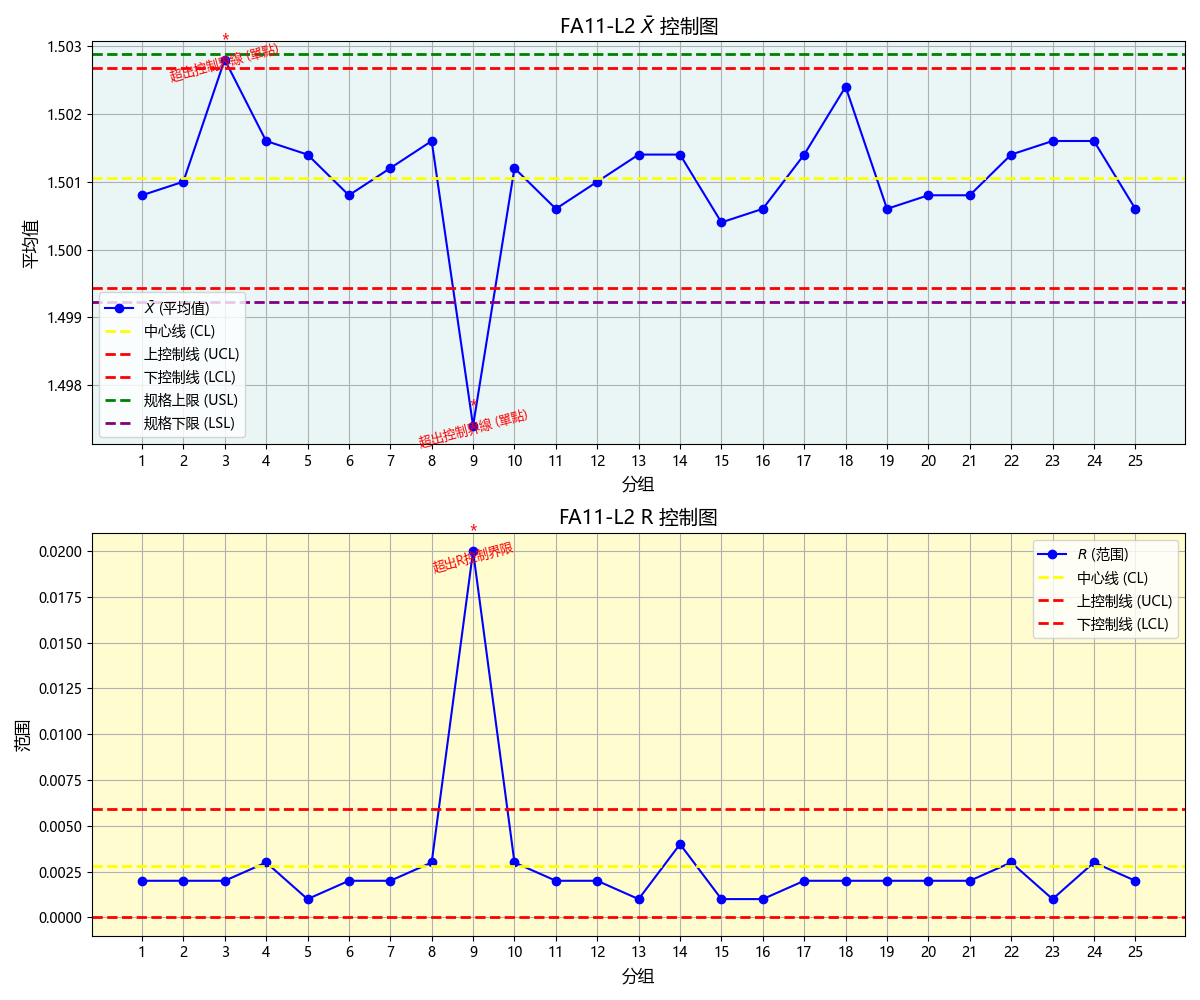 FA11-L2 X̄ 控制图
1.503
1.502
1.501
1.500
1.499
1.498
平均值
*
超出控制界線 (單點)
*
超出控制界線 (單點)
X̄ (平均值)
中心线 (CL)
上控制线 (UCL)
下控制线 (LCL)
规格上限 (USL)
规格下限 (LSL)
1 2 3 4 5 6 7 8 9 10 11 12 13 14 15 16 17 18 19 20 21 22 23 24 25
分组
FA11-L2 R 控制图
0.0200
0.0175
0.0150
0.0125
0.0100
0.0075
0.0050
0.0025
0.0000
范围
*
超出R控制界限
R (范围)
中心线 (CL)
上控制线 (UCL)
下控制线 (LCL)
1 2 3 4 5 6 7 8 9 10 11 12 13 14 15 16 17 18 19 20 21 22 23 24 25
分组